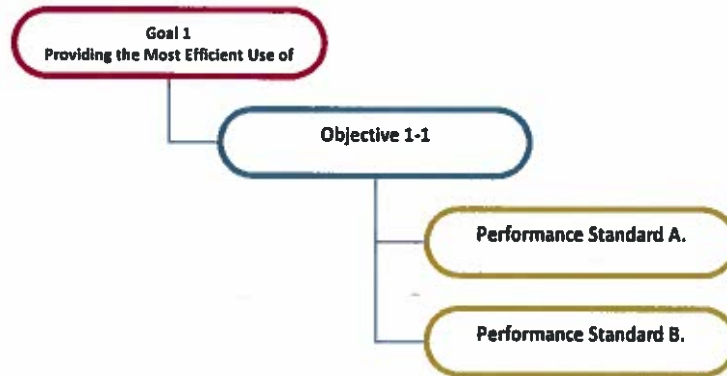 Goal 1
Providing the Most Efficient Use of
Objective 1-1
Performance Standard A.
Performance Standard B.